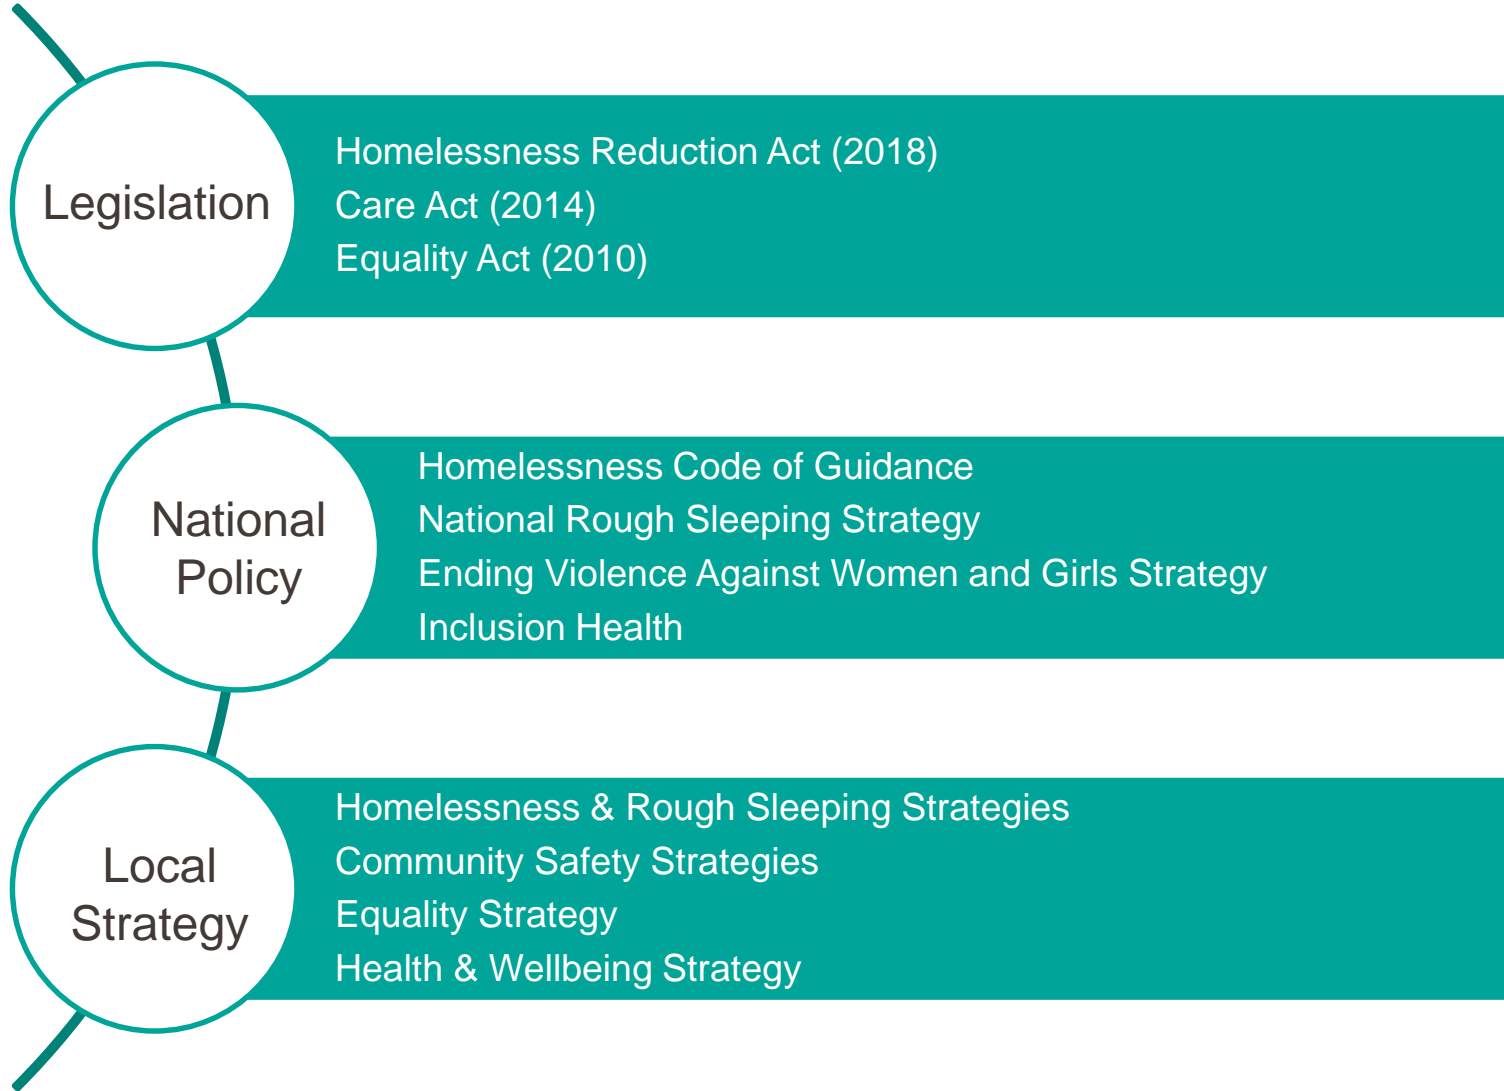 Legislation
Homelessness Reduction Act (2018)
Care Act (2014)
Equality Act (2010)
National
Policy
Homelessness Code of Guidance
National Rough Sleeping Strategy
Ending Violence Against Women and Girls Strategy
Inclusion Health
Local
Strategy
Homelessness & Rough Sleeping Strategies
Community Safety Strategies
Equality Strategy
Health & Wellbeing Strategy